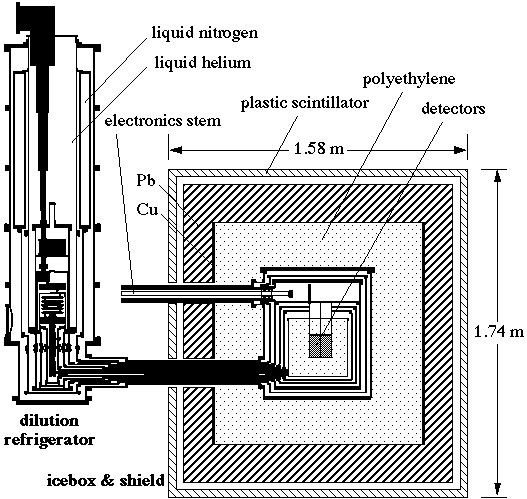 liquid nitrogen
liquid helium
electronics stem
plastic scintillator
polyethylene
detectors
1.58 m
Pb
Cu
1.74 m
dilution
refrigerator
icebox & shield